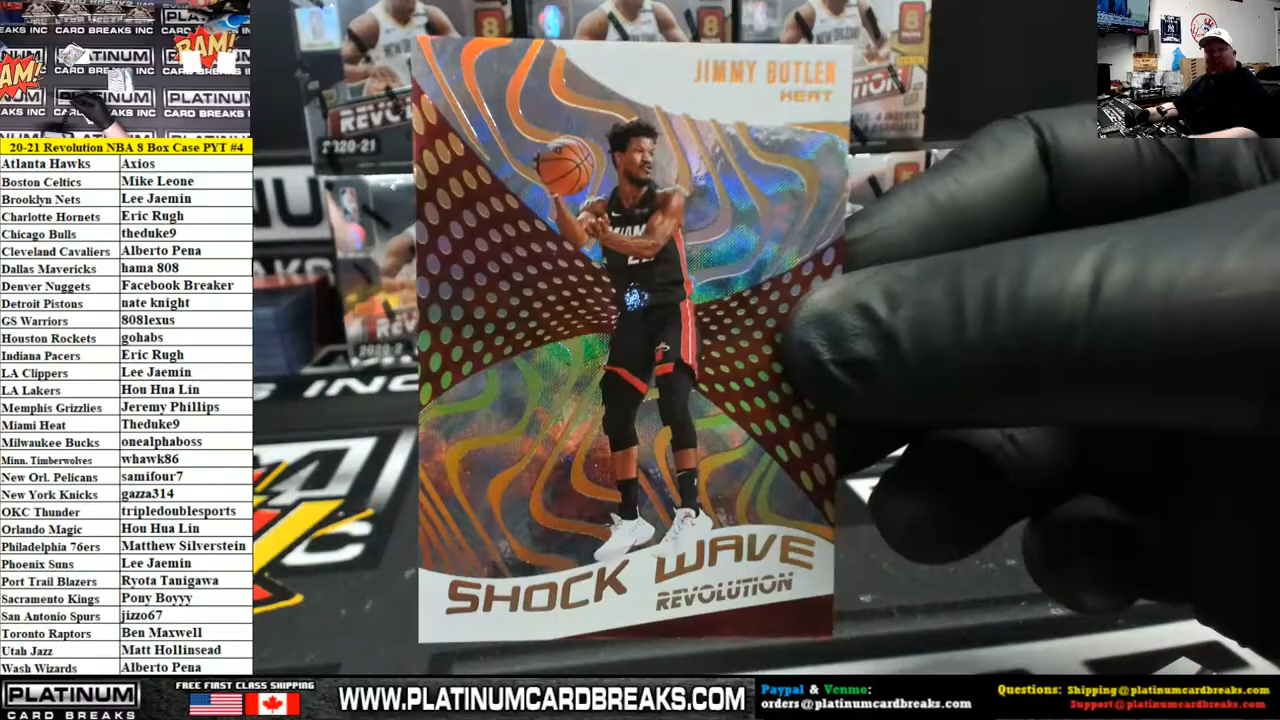 20-21 Revolution NBA 8 Box Case PYT #4
Atlanta Hawks Axios
Boston Celtics Mike Leone
Brooklyn Nets Lee Jaemin
Charlotte Hornets Eric Rugh
Chicago Bulls theduke9
Cleveland Cavaliers Alberto Pena
Dallas Mavericks hama 808
Denver Nuggets Facebook Breaker
Detroit Pistons nate knight
GS Warriors 808lexus
Houston Rockets gohabs
Indiana Pacers Eric Rugh
LA Clippers Lee Jaemin
LA Lakers Hou Hua Lin
Memphis Grizzlies Jeremy Phillips
Miami Heat Theduke9
Milwaukee Bucks onealphaboss
Minn. Timberwolves whawk86
New Orl. Pelicans samifour7
New York Knicks gazza314
OKC Thunder tripledoublesports
Orlando Magic Hou Hua Lin
Philadelphia 76ers Matthew Silverstein
Phoenix Suns Lee Jaemin
Port Trail Blazers Ryota Tanigawa
Sacramento Kings Pony Boyyy
San Antonio Spurs jizzo67
Toronto Raptors Ben Maxwell
Utah Jazz Matt Hollinsead
Wash Wizards Alberto Pena
BAM!
PLATINUM
CARD BREAKS INC
JIMMY BUTLER
HEAT
MIAMI
SHOCK WAVE
REVOLUTION
2020-21
PLATINUM
CARD BREAKS
FREE FIRST CLASS SHIPPING
WWW.PLATINUMCARDBREAKS.COM
Paypal & Venmo:
orders@platinumcardbreaks.com
Questions: Shipping@platinumcardbreaks.com
Support@platinumcardbreaks.com